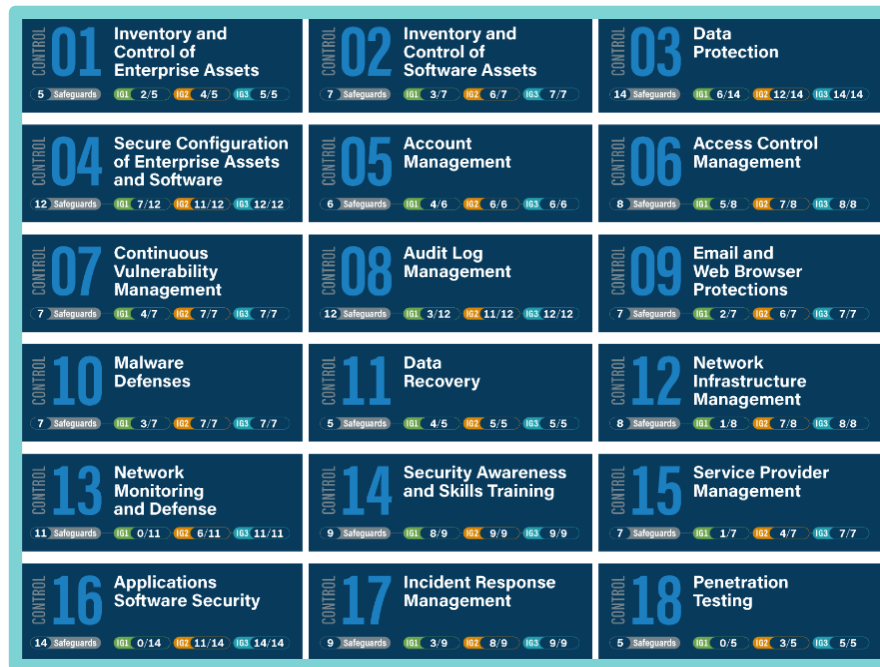 CONTROL 01
Inventory and
Control of
Enterprise Assets
5 Safeguards IG1 2/5 IG2 4/5 IG3 5/5
CONTROL 02
Inventory and
Control of
Software Assets
7 Safeguards IG1 3/7 IG2 6/7 IG3 7/7
CONTROL 03
Data
Protection
14 Safeguards IG1 6/14 IG2 12/14 IG3 14/14
CONTROL 04
Secure Configuration
of Enterprise Assets
and Software
12 Safeguards IG1 7/12 IG2 11/12 IG3 12/12
CONTROL 05
Account
Management
6 Safeguards IG1 4/6 IG2 6/6 IG3 6/6
CONTROL 06
Access Control
Management
8 Safeguards IG1 5/8 IG2 7/8 IG3 8/8
CONTROL 07
Continuous
Vulnerability
Management
7 Safeguards IG1 4/7 IG2 7/7 IG3 7/7
CONTROL 08
Audit Log
Management
12 Safeguards IG1 3/12 IG2 11/12 IG3 12/12
CONTROL 09
Email and
Web Browser
Protections
7 Safeguards IG1 2/7 IG2 6/7 IG3 7/7
CONTROL 10
Malware
Defenses
7 Safeguards IG1 3/7 IG2 7/7 IG3 7/7
CONTROL 11
Data
Recovery
5 Safeguards IG1 4/5 IG2 5/5 IG3 5/5
CONTROL 12
Network
Infrastructure
Management
8 Safeguards IG1 1/8 IG2 7/8 IG3 8/8
CONTROL 13
Network
Monitoring
and Defense
11 Safeguards IG1 0/11 IG2 6/11 IG3 11/11
CONTROL 14
Security Awareness
and Skills Training
9 Safeguards IG1 8/9 IG2 9/9 IG3 9/9
CONTROL 15
Service Provider
Management
7 Safeguards IG1 1/7 IG2 4/7 IG3 7/7
CONTROL 16
Applications
Software Security
14 Safeguards IG1 0/14 IG2 11/14 IG3 14/14
CONTROL 17
Incident Response
Management
9 Safeguards IG1 3/9 IG2 8/9 IG3 9/9
CONTROL 18
Penetration
Testing
5 Safeguards IG1 0/5 IG2 3/5 IG3 5/5